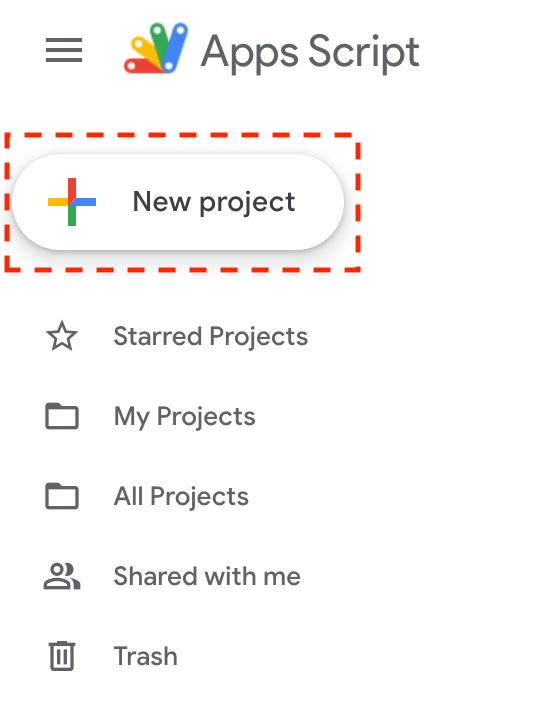 Apps Script
New project
Starred Projects
My Projects
All Projects
Shared with me
Trash